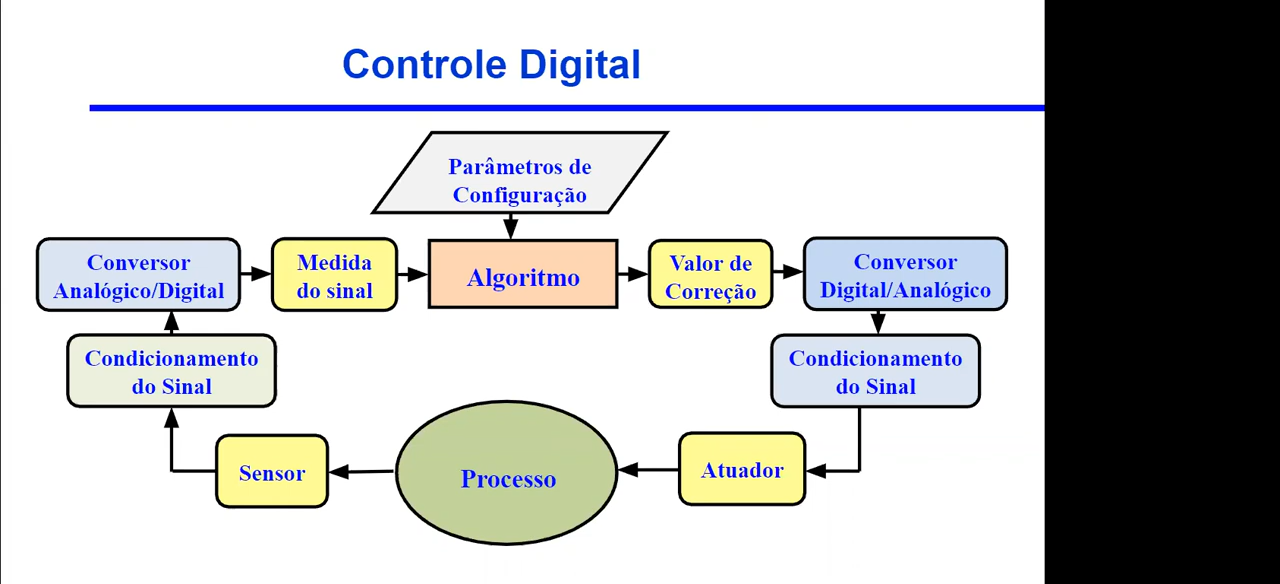 Controle Digital
Parâmetros de
Configuração
Conversor
Analógico/Digital
Medida
do sinal
Algoritmo
Valor de
Correção
Conversor
Digital/Analógico
Condicionamento
do Sinal
Condicionamento
do Sinal
Sensor
Processo
Atuador